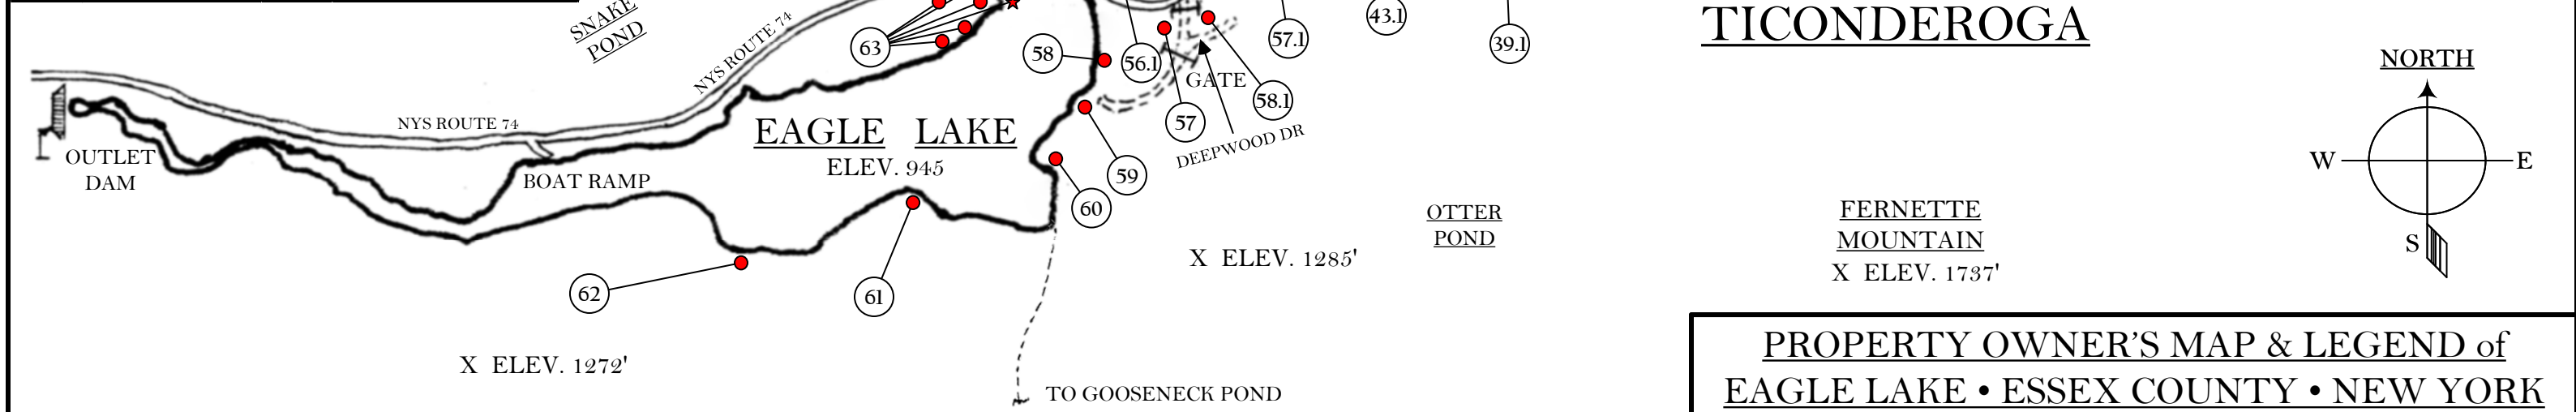 TICONDEROGA
SNAKE
POND
NYS ROUTE 74
63
58
56.1
57.1
43.1
39.1
GATE
58.1
57
DEEPWOOD DR
NORTH
W
E
S
NYS ROUTE 74
EAGLE LAKE
ELEV. 945
OUTLET
DAM
BOAT RAMP
59
60
OTTER
POND
FERNETTE
MOUNTAIN
X ELEV. 1737'
X ELEV. 1285'
62
61
X ELEV. 1272'
TO GOOSENECK POND
PROPERTY OWNER'S MAP & LEGEND of
EAGLE LAKE • ESSEX COUNTY • NEW YORK